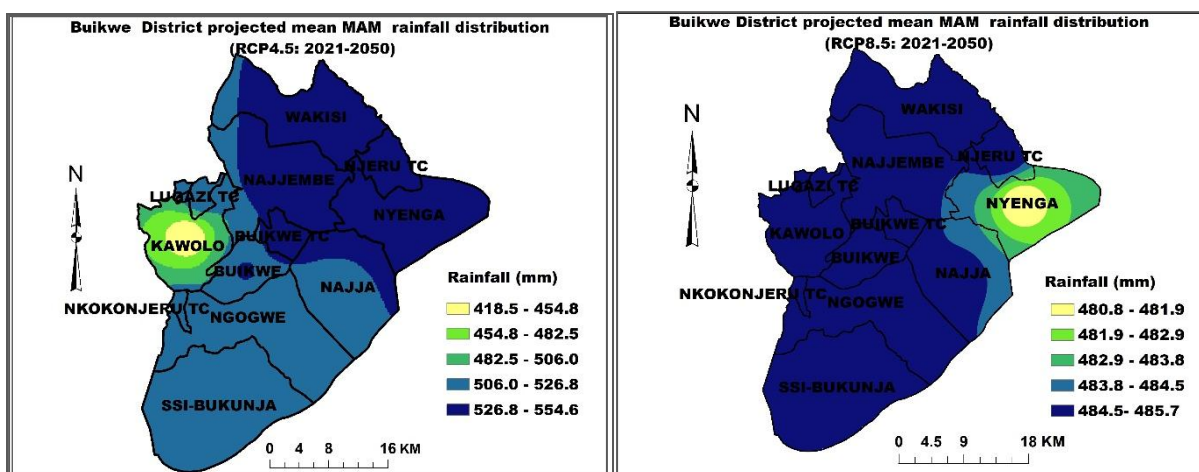 Buikwe District projected mean MAM rainfall distribution
(RCP4.5: 2021-2050)
N
WAKISI
NJERU TC
NAJJEMBE
LUGAZI TC
NYENGA
KAWOLO
BUIKWE TC
BUIKWE
NAJJA
NKOKONJERU TC
NGOGWE
SSI-BUKUNJA
Rainfall (mm)
418.5 - 454.8
454.8 - 482.5
482.5 - 506.0
506.0 - 526.8
526.8 - 554.6
0 4 8 16 KM
Buikwe District projected mean MAM rainfall distribution
(RCP8.5: 2021-2050)
N
WAKISI
NJERU TC
NAJJEMBE
LUGAZI TC
NYENGA
KAWOLO
BUIKWE TC
BUIKWE
NAJJA
NKOKONJERU TC
NGOGWE
SSI-BUKUNJA
Rainfall (mm)
480.8 - 481.9
481.9 - 482.9
482.9 - 483.8
483.8 - 484.5
484.5- 485.7
0 4.5 9 18 KM